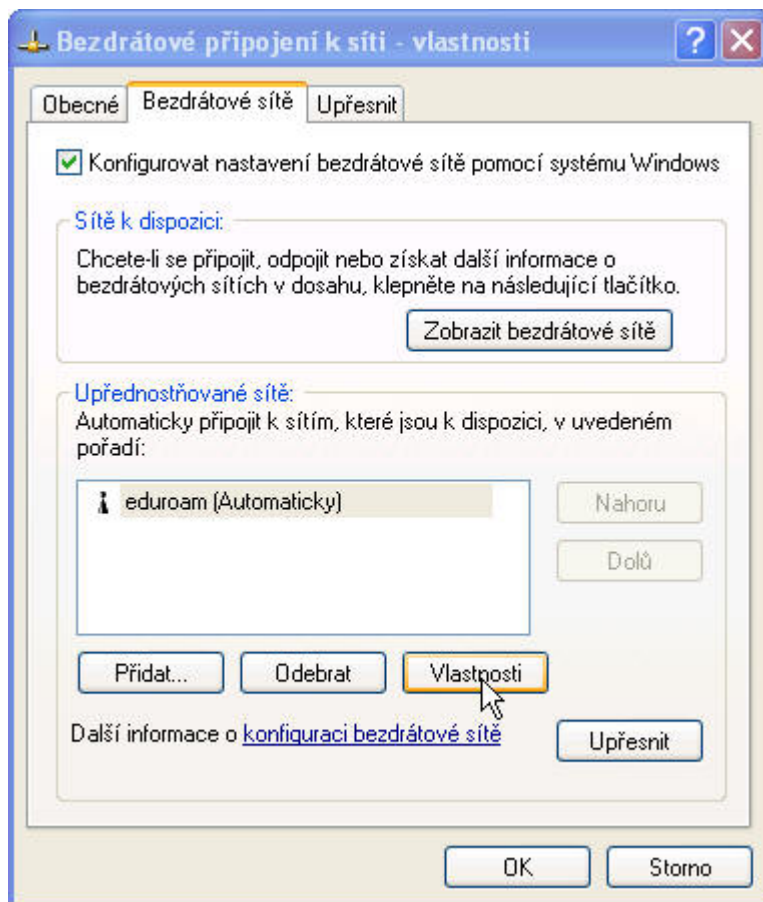 Bezdrátové připojení k síti - vlastnosti
Obecné
Bezdrátové sítě
Upřesnit
Konfigurovat nastavení bezdrátové sítě pomocí systému Windows
Sítě k dispozici:
Chcete-li se připojit, odpojit nebo získat další informace o
bezdrátových sítích v dosahu, klepněte na následující tlačítko.
Zobrazit bezdrátové sítě
Upřednostňované sítě:
Automaticky připojit k sítím, které jsou k dispozici, v uvedeném
pořadí:
eduroam (Automaticky)
Nahoru
Dolů
Přidat...
Odebrat
Vlastnosti
Další informace o konfiguraci bezdrátové sítě
Upřesnit
OK
Storno